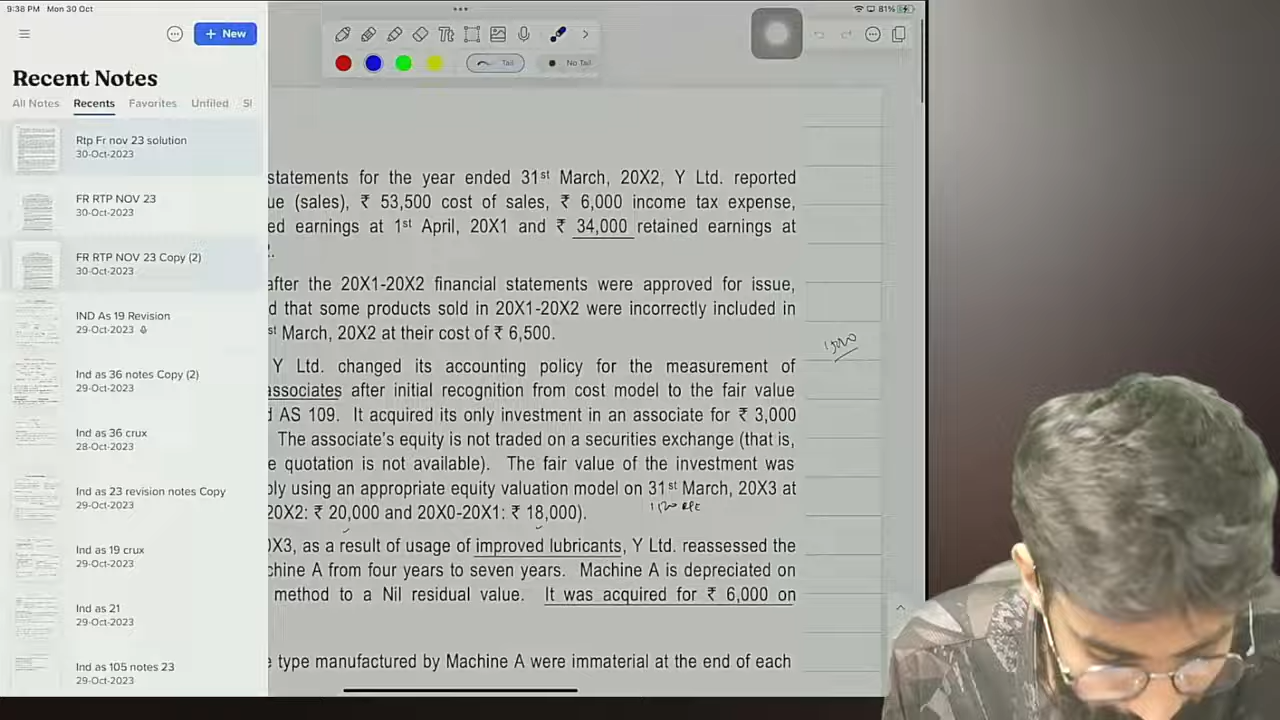 9:38 PM Mon 30 Oct
81%
+ New
Recent Notes
All Notes Recents Favorites Unfiled
Rtp Fr nov 23 solution
30-Oct-2023
FR RTP NOV 23
30-Oct-2023
FR RTP NOV 23 Copy (2)
30-Oct-2023
IND As 19 Revision
29-Oct-2023
Ind as 36 notes Copy (2)
29-Oct-2023
Ind as 36 crux
28-Oct-2023
Ind as 23 revision notes Copy
29-Oct-2023
Ind as 19 crux
29-Oct-2023
Ind as 21
29-Oct-2023
Ind as 105 notes 23
29-Oct-2023
Tail No Tail
statements for the year ended 31st March, 20X2, Y Ltd. reported
ue (sales), ₹ 53,500 cost of sales, ₹ 6,000 income tax expense,
ed earnings at 1st April, 20X1 and ₹ 34,000 retained earnings at
2.
after the 20X1-20X2 financial statements were approved for issue,
d that some products sold in 20X1-20X2 were incorrectly included in
st March, 20X2 at their cost of ₹ 6,500.
Y Ltd. changed its accounting policy for the measurement of
associates after initial recognition from cost model to the fair value
d AS 109. It acquired its only investment in an associate for ₹ 3,000
The associate's equity is not traded on a securities exchange (that is,
e quotation is not available). The fair value of the investment was
bly using an appropriate equity valuation model on 31st March, 20X3 at
20X2: ₹ 20,000 and 20X0-20X1: ₹ 18,000).
0X3, as a result of usage of improved lubricants, Y Ltd. reassessed the
chine A from four years to seven years. Machine A is depreciated on
method to a Nil residual value. It was acquired for ₹ 6,000 on
e type manufactured by Machine A were immaterial at the end of each